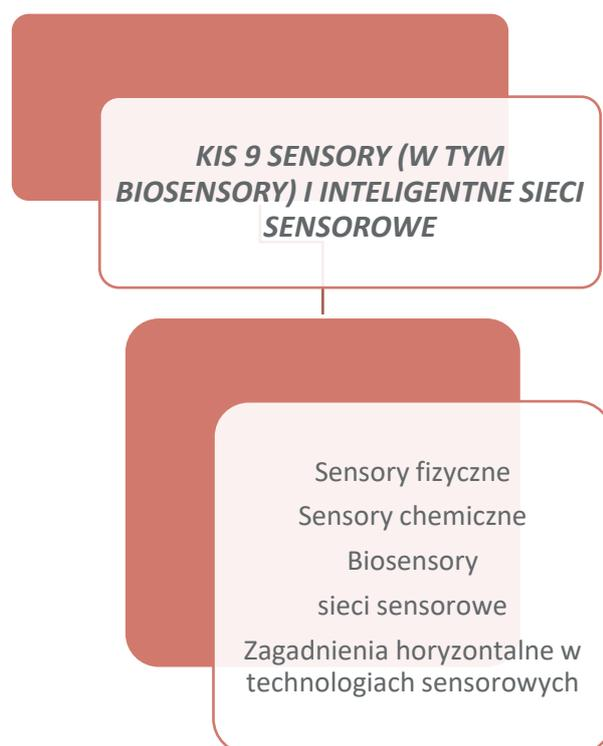 KIS 9 SENSORY (W TYM
BIOSENSORY) I INTELIGENTNE SIECI
SENSOROWE
Sensory fizyczne
Sensory chemiczne
Biosensory
sieci sensorowe
Zagadnienia horyzontalne w
technologiach sensorowych